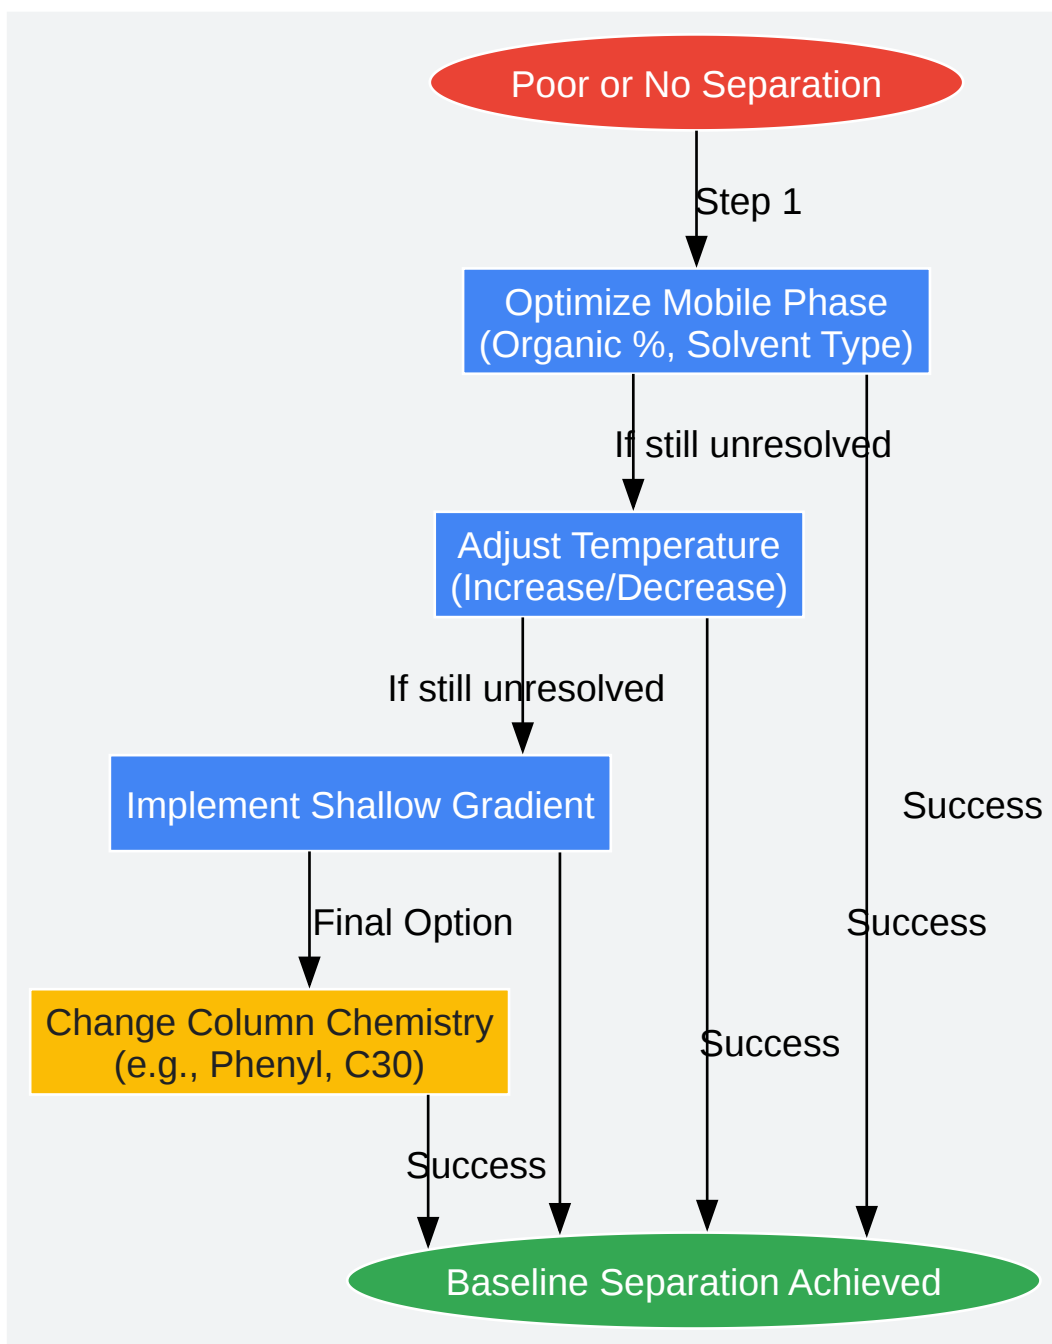 Poor or No Separation
Step 1
Optimize Mobile Phase
(Organic %, Solvent Type)
If still unresolved
Adjust Temperature
(Increase/Decrease)
If still unresolved
Implement Shallow Gradient
Success
Final Option
Success
Change Column Chemistry
(e.g., Phenyl, C30)
Success
Success
Baseline Separation Achieved